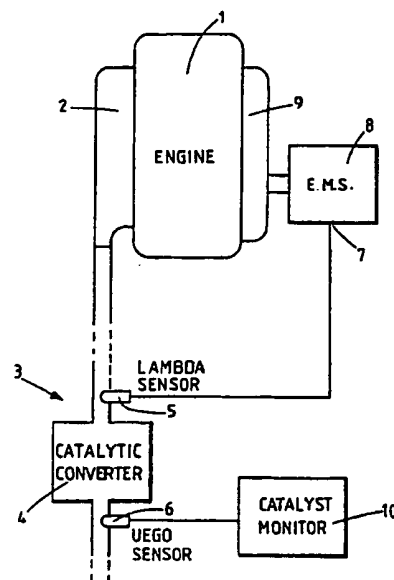 1
2
9
ENGINE
8
E.M.S.
7
3
LAMBDA
SENSOR
5
CATALYTIC
CONVERTER
4
6
UEGO
SENSOR
CATALYST
MONITOR
10